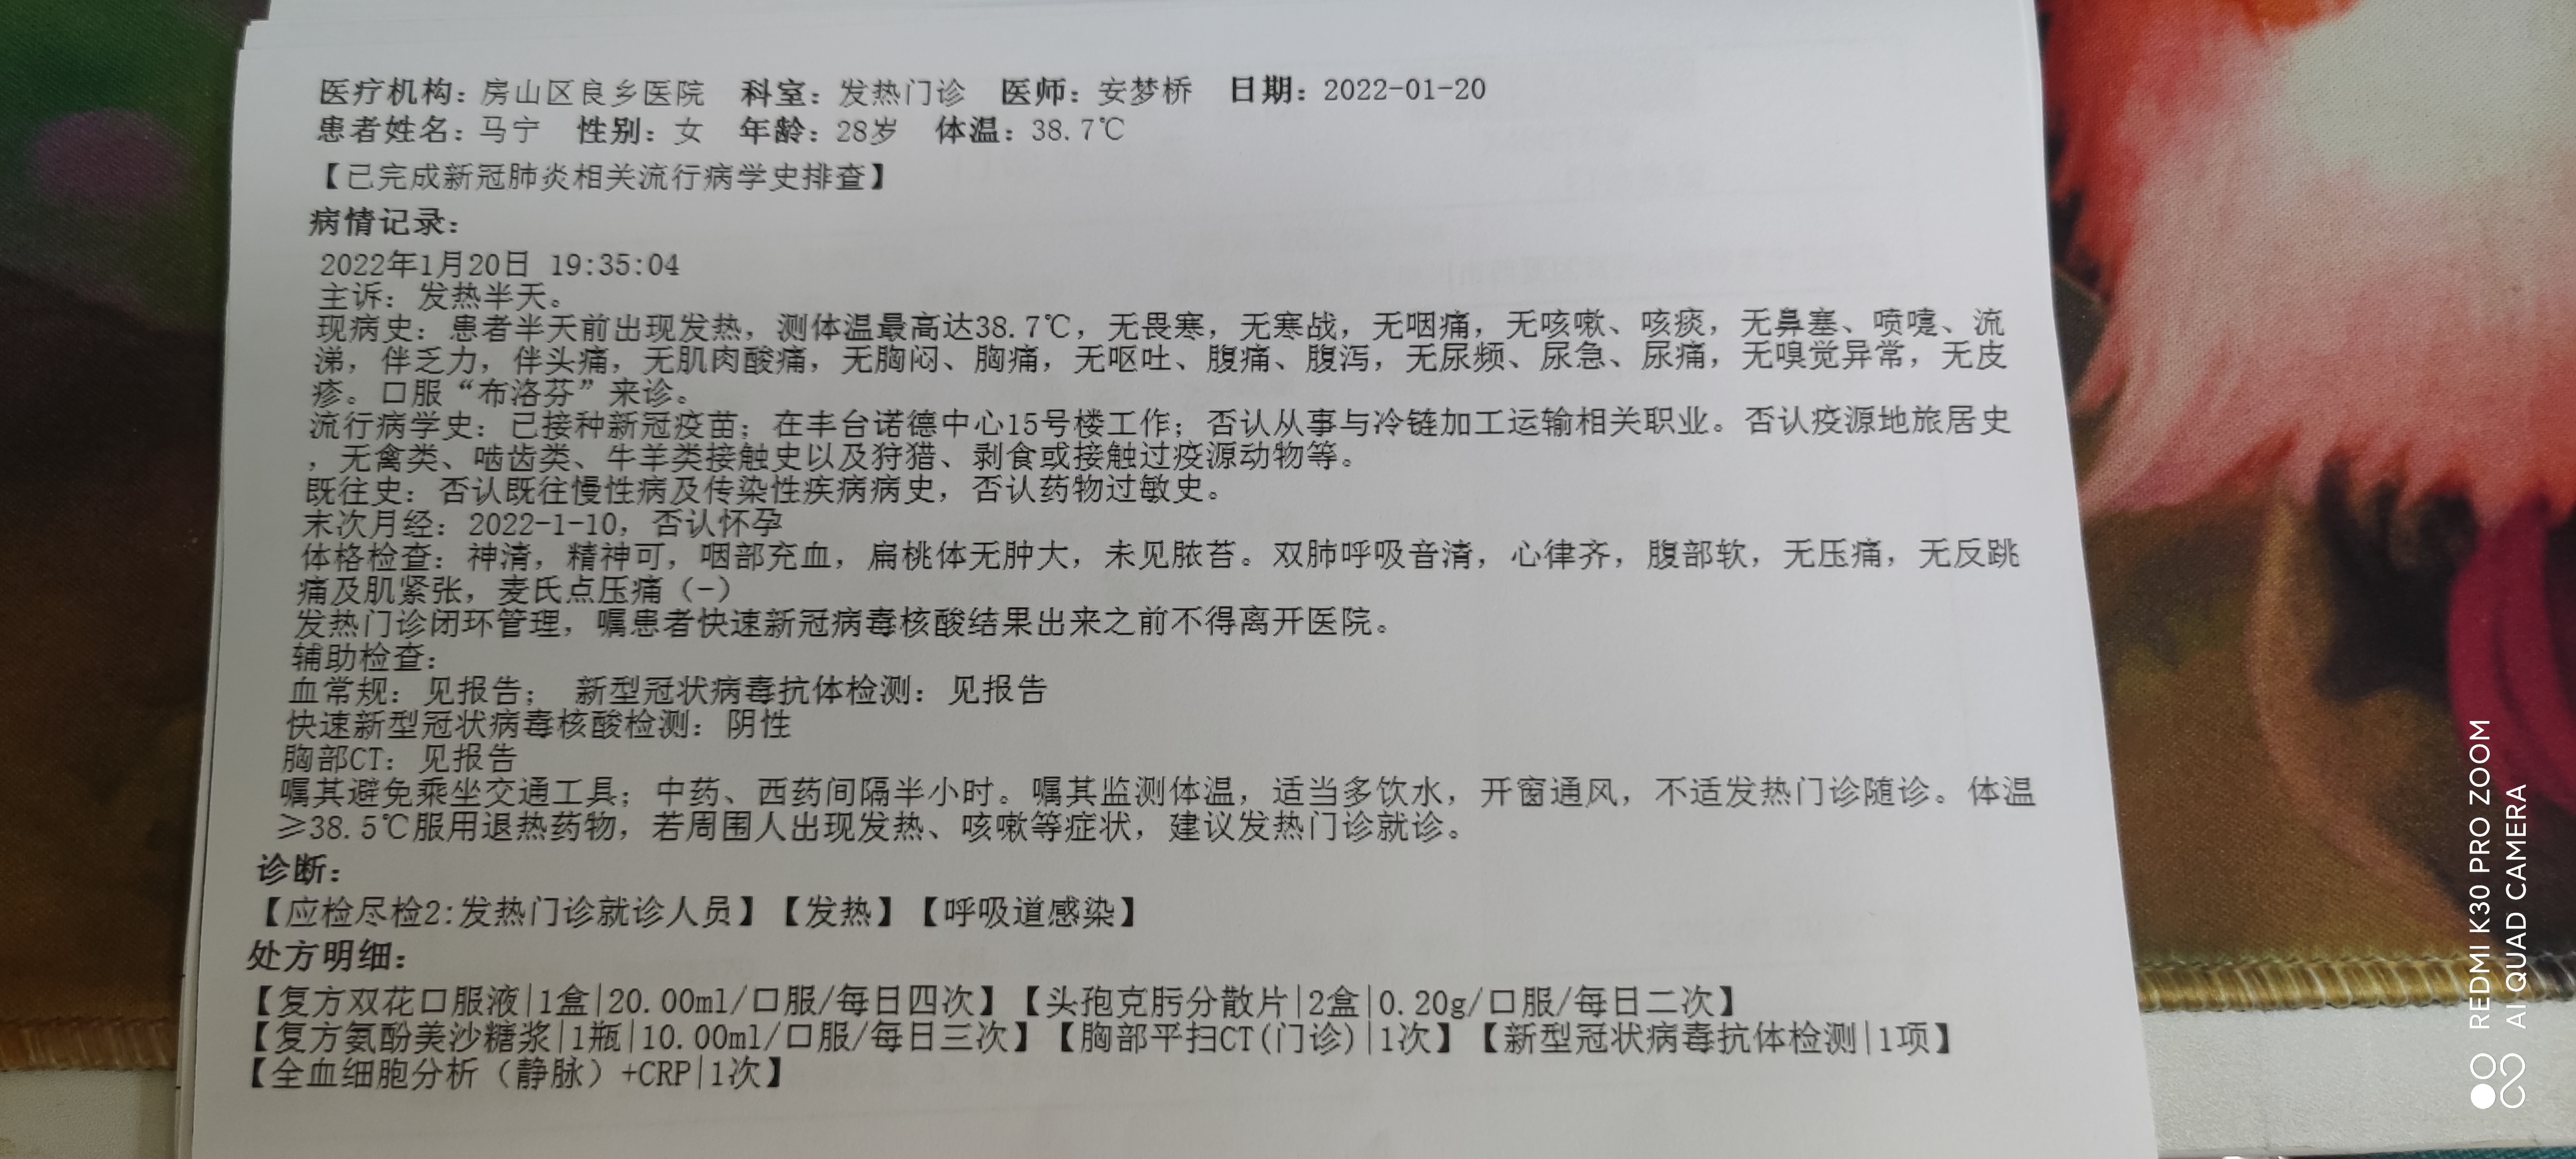 医疗机构：房山区良乡医院 科室：发热门诊 医师：安梦桥 日期：2022-01-20
患者姓名：马宁 性别：女 年龄：28岁 体温：38.7℃
【已完成新冠肺炎相关流行病学史排查】
病情记录：
2022年1月20日 19:35:04
主诉：发热半天。
现病史：患者半天前出现发热，测体温最高达38.7℃，无畏寒，无寒战，无咽痛，无咳嗽、咳痰，无鼻塞、喷嚏、流
涕，伴乏力，伴头痛，无肌肉酸痛，无胸闷、胸痛，无呕吐、腹痛、腹泻，无尿频、尿急、尿痛，无嗅觉异常，无皮
疹。口服“布洛芬”来诊。
流行病学史：已接种新冠疫苗；在丰台诺德中心15号楼工作；否认从事与冷链加工运输相关职业。否认疫源地旅居史
，无禽类、啮齿类、牛羊类接触史以及狩猎、剥食或接触过疫源动物等。
既往史：否认既往慢性病及传染性疾病病史，否认药物过敏史。
末次月经：2022-1-10，否认怀孕
体格检查：神清，精神可，咽部充血，扁桃体无肿大，未见脓苔。双肺呼吸音清，心律齐，腹部软，无压痛，无反跳
痛及肌紧张，麦氏点压痛（-）
发热门诊闭环管理，嘱患者快速新冠病毒核酸结果出来之前不得离开医院。
辅助检查：
血常规：见报告； 新型冠状病毒抗体检测：见报告
快速新型冠状病毒核酸检测：阴性
胸部CT：见报告
嘱其避免乘坐交通工具；中药、西药间隔半小时。嘱其监测体温，适当多饮水，开窗通风，不适发热门诊随诊。体温
≥38.5℃服用退热药物，若周围人出现发热、咳嗽等症状，建议发热门诊就诊。
诊断：
【应检尽检2:发热门诊就诊人员】【发热】【呼吸道感染】
处方明细：
【复方双花口服液|1盒|20.00ml/口服/每日四次】【头孢克肟分散片|2盒|0.20g/口服/每日二次】
【复方氨酚美沙糖浆|1瓶|10.00ml/口服/每日三次】【胸部平扫CT(门诊)|1次】【新型冠状病毒抗体检测|1项】
【全血细胞分析（静脉）+CRP|1次】
REDMI K30 PRO ZOOM
AI QUAD CAMERA